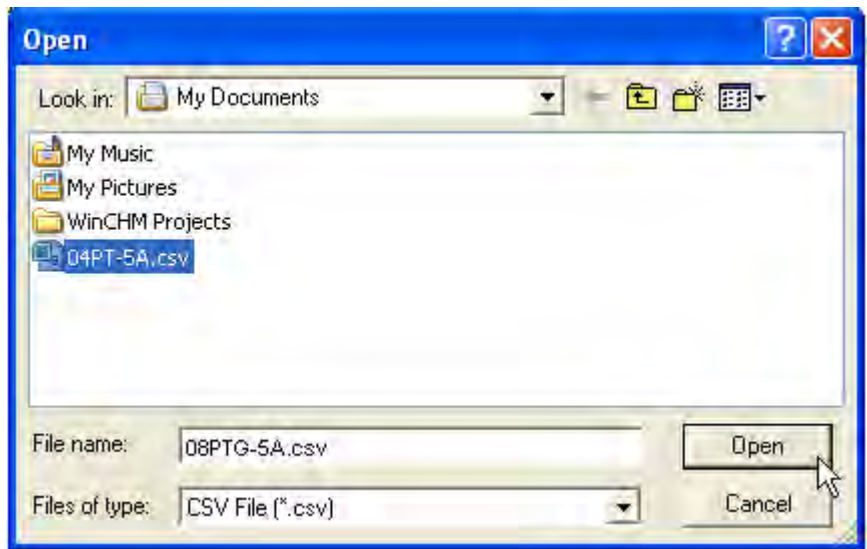 Open
Look in: My Documents
My Music
My Pictures
WinCHM Projects
04PT-5A.csv
File name: 08PTG-5A.csv Open
Files of type: CSV File (*.csv) Cancel